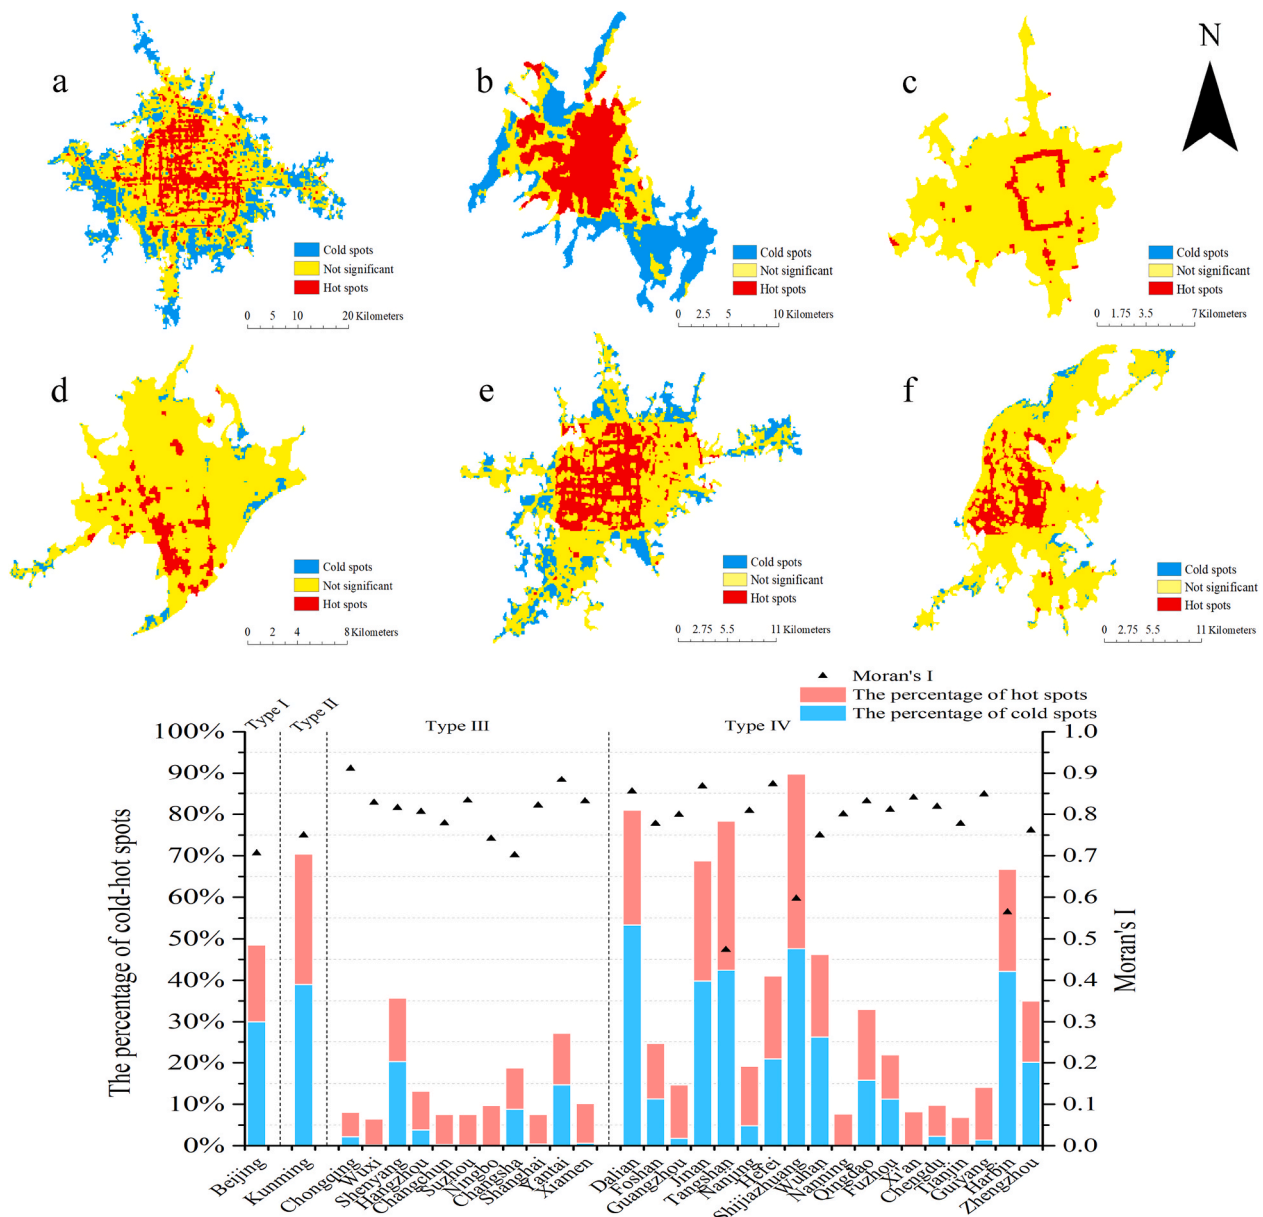 N
a
Cold spots
Not significant
Hot spots
0 5 10 20 Kilometers
b
Cold spots
Not significant
Hot spots
0 2.5 5 10 Kilometers
c
Cold spots
Not significant
Hot spots
0 1.75 3.5 7 Kilometers
d
Cold spots
Not significant
Hot spots
0 2 4 8 Kilometers
e
Cold spots
Not significant
Hot spots
0 2.75 5.5 11 Kilometers
f
Cold spots
Not significant
Hot spots
0 2.75 5.5 11 Kilometers
Moran's I
The percentage of hot spots
The percentage of cold spots
Type I
Type II
Type III
Type IV
The percentage of cold-hot spots
100%
90%
80%
70%
60%
50%
40%
30%
20%
10%
0%
1.0
0.9
0.8
0.7
0.6
0.5
0.4
0.3
0.2
0.1
0.0
Moran's I
Beijing
Kunming
Chongqing
Wuxi
Shenyang
Hangzhou
Changchun
Suzhou
Ningbo
Changsha
Shanghai
Yantai
Xiamen
Dalian
Foshan
Guangzhou
Jinan
Tangshan
Nanjing
Hefei
Shijiazhuang
Wuhan
Nanning
Qingdao
Fuzhou
Xi'an
Chengdu
Tianjin
Guiyang
Harbin
Zhengzhou